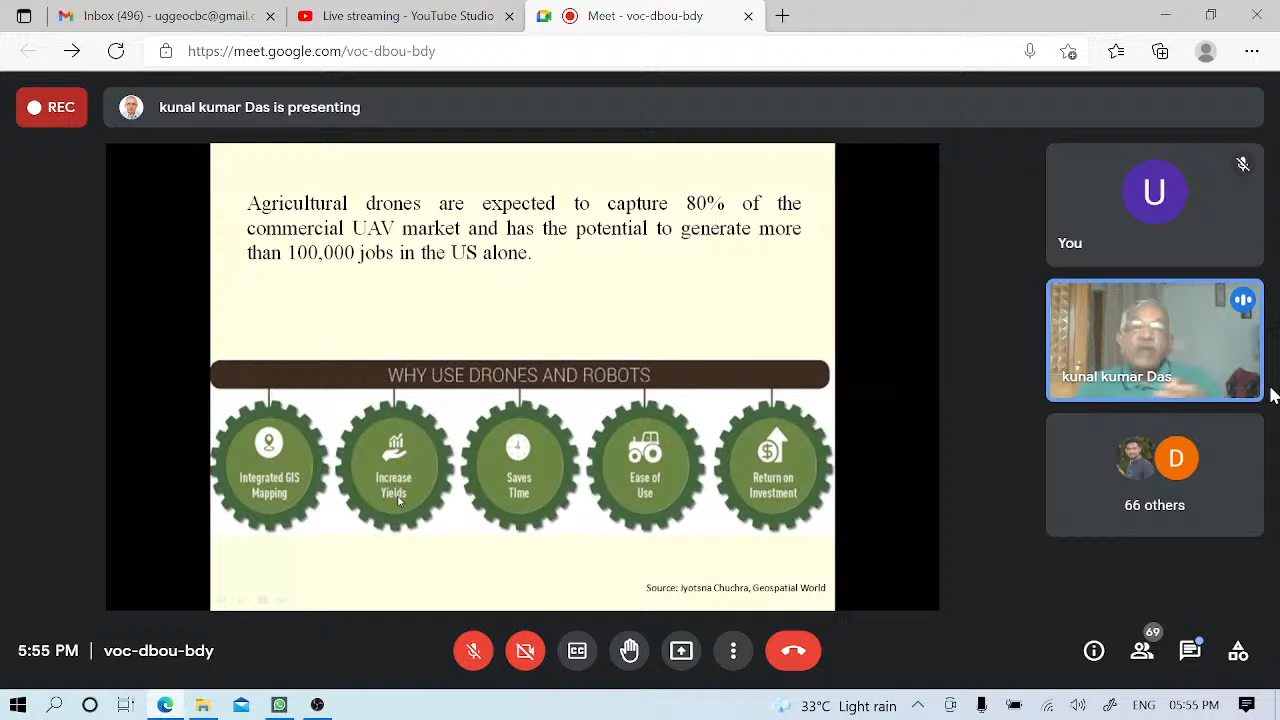 Inbox (496) - uggeocbc@gmail.c
Live streaming - YouTube Studio
Meet - voc-dbou-bdy
https://meet.google.com/voc-dbou-bdy
REC
kunal kumar Das is presenting
Agricultural drones are expected to capture 80% of the
commercial UAV market and has the potential to generate more
than 100,000 jobs in the US alone.
WHY USE DRONES AND ROBOTS
Integrated GIS
Mapping
Increase
Yields
Saves
TIme
Ease of
Use
Return on
Investment
Source: Jyotsna Chuchra, Geospatial World
U
You
kunal kumar Das
D
66 others
5:55 PM | voc-dbou-bdy
69
33°C Light rain
ENG
05:55 PM